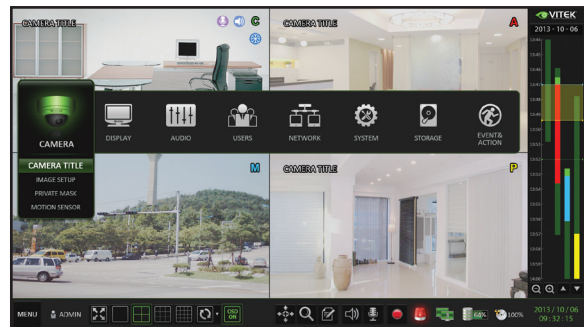 CAMERA TITLE
C
CAMERA TITLE
A
VITEK
2013 - 10 - 06
CAMERA
DISPLAY
AUDIO
USERS
NETWORK
SYSTEM
STORAGE
EVENT&
ACTION
CAMERA TITLE
IMAGE SETUP
PRIVATE MASK
MOTION SENSOR
M
CAMERA TITLE
P
MENU
ADMIN
OSD
ON
64%
100%
2013 / 10 / 06
09 : 32 : 15